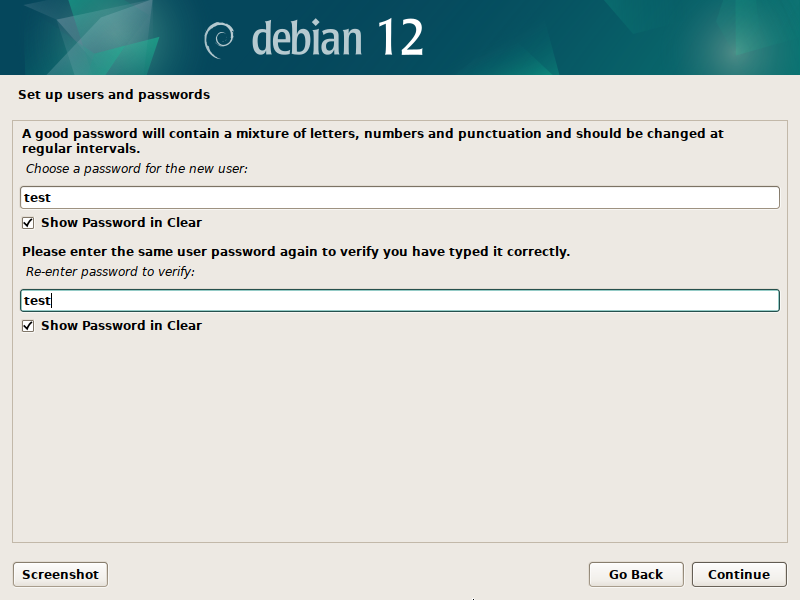 debian 12
Set up users and passwords
A good password will contain a mixture of letters, numbers and punctuation and should be changed at
regular intervals.
Choose a password for the new user:
test
Show Password in Clear
Please enter the same user password again to verify you have typed it correctly.
Re-enter password to verify:
test
Show Password in Clear
Screenshot
Go Back
Continue